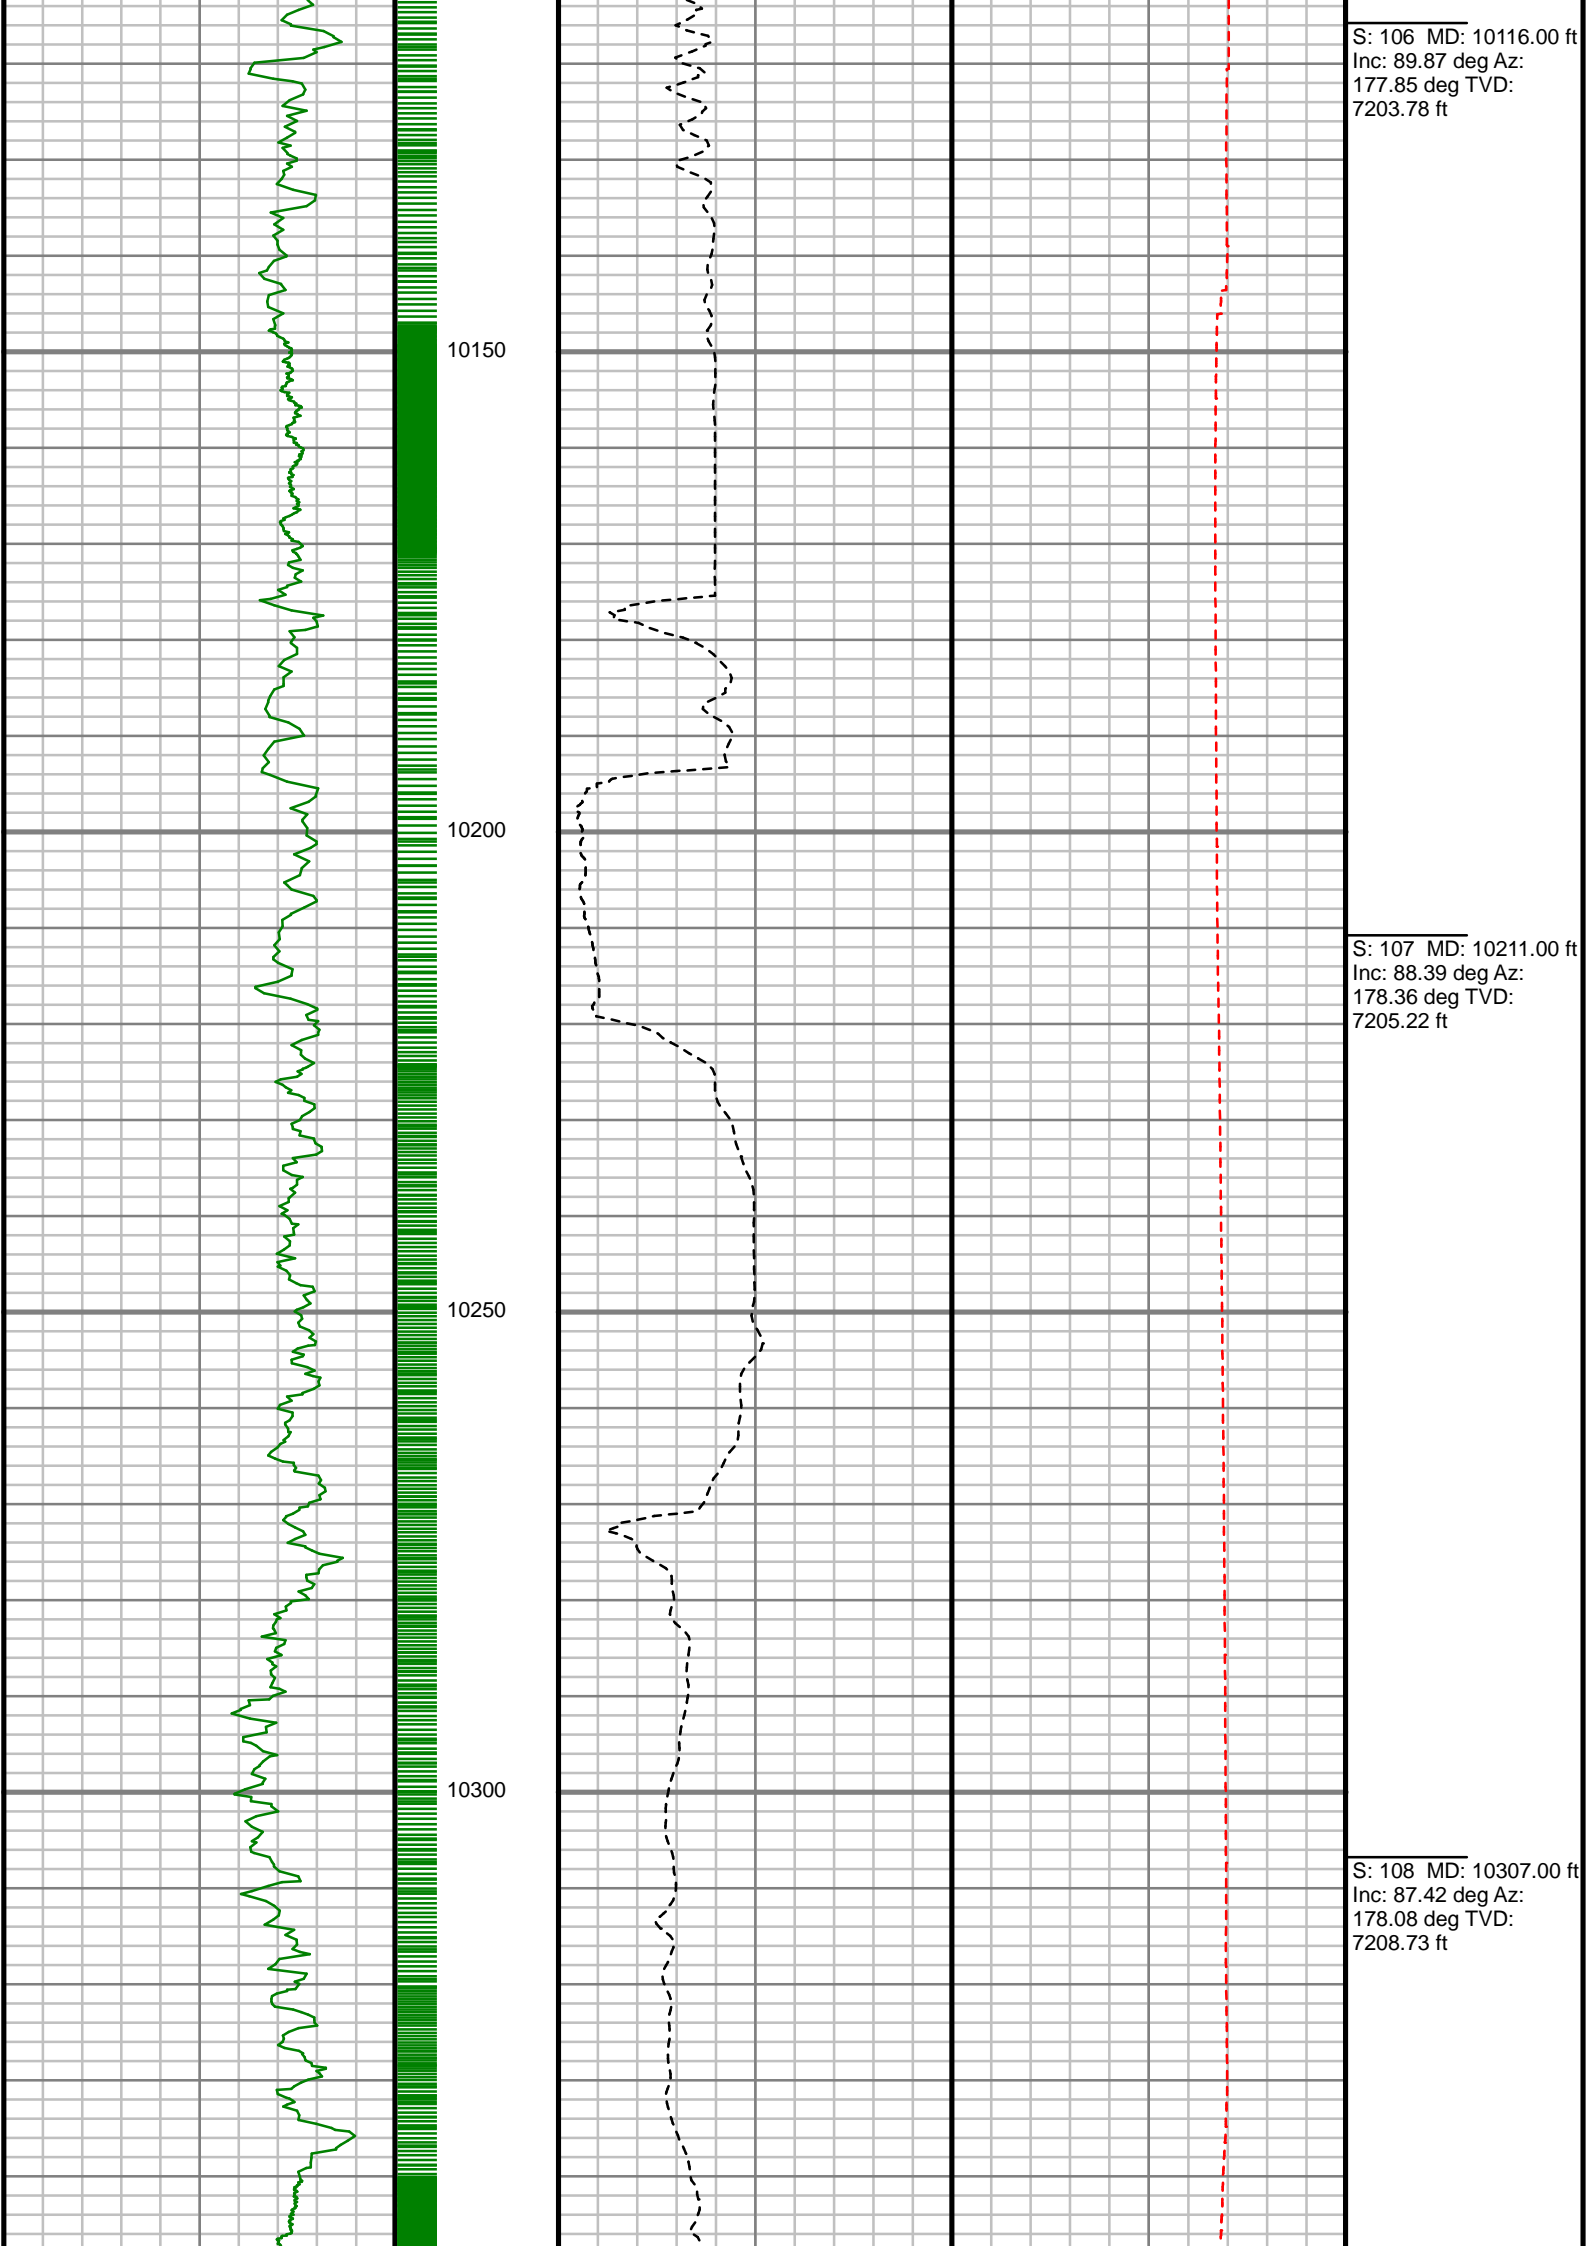 S: 106 MD: 10116.00 ft
Inc: 89.87 deg Az:
177.85 deg TVD:
7203.78 ft
10150
10200
S: 107 MD: 10211.00 ft
Inc: 88.39 deg Az:
178.36 deg TVD:
7205.22 ft
10250
10300
S: 108 MD: 10307.00 ft
Inc: 87.42 deg Az:
178.08 deg TVD:
7208.73 ft